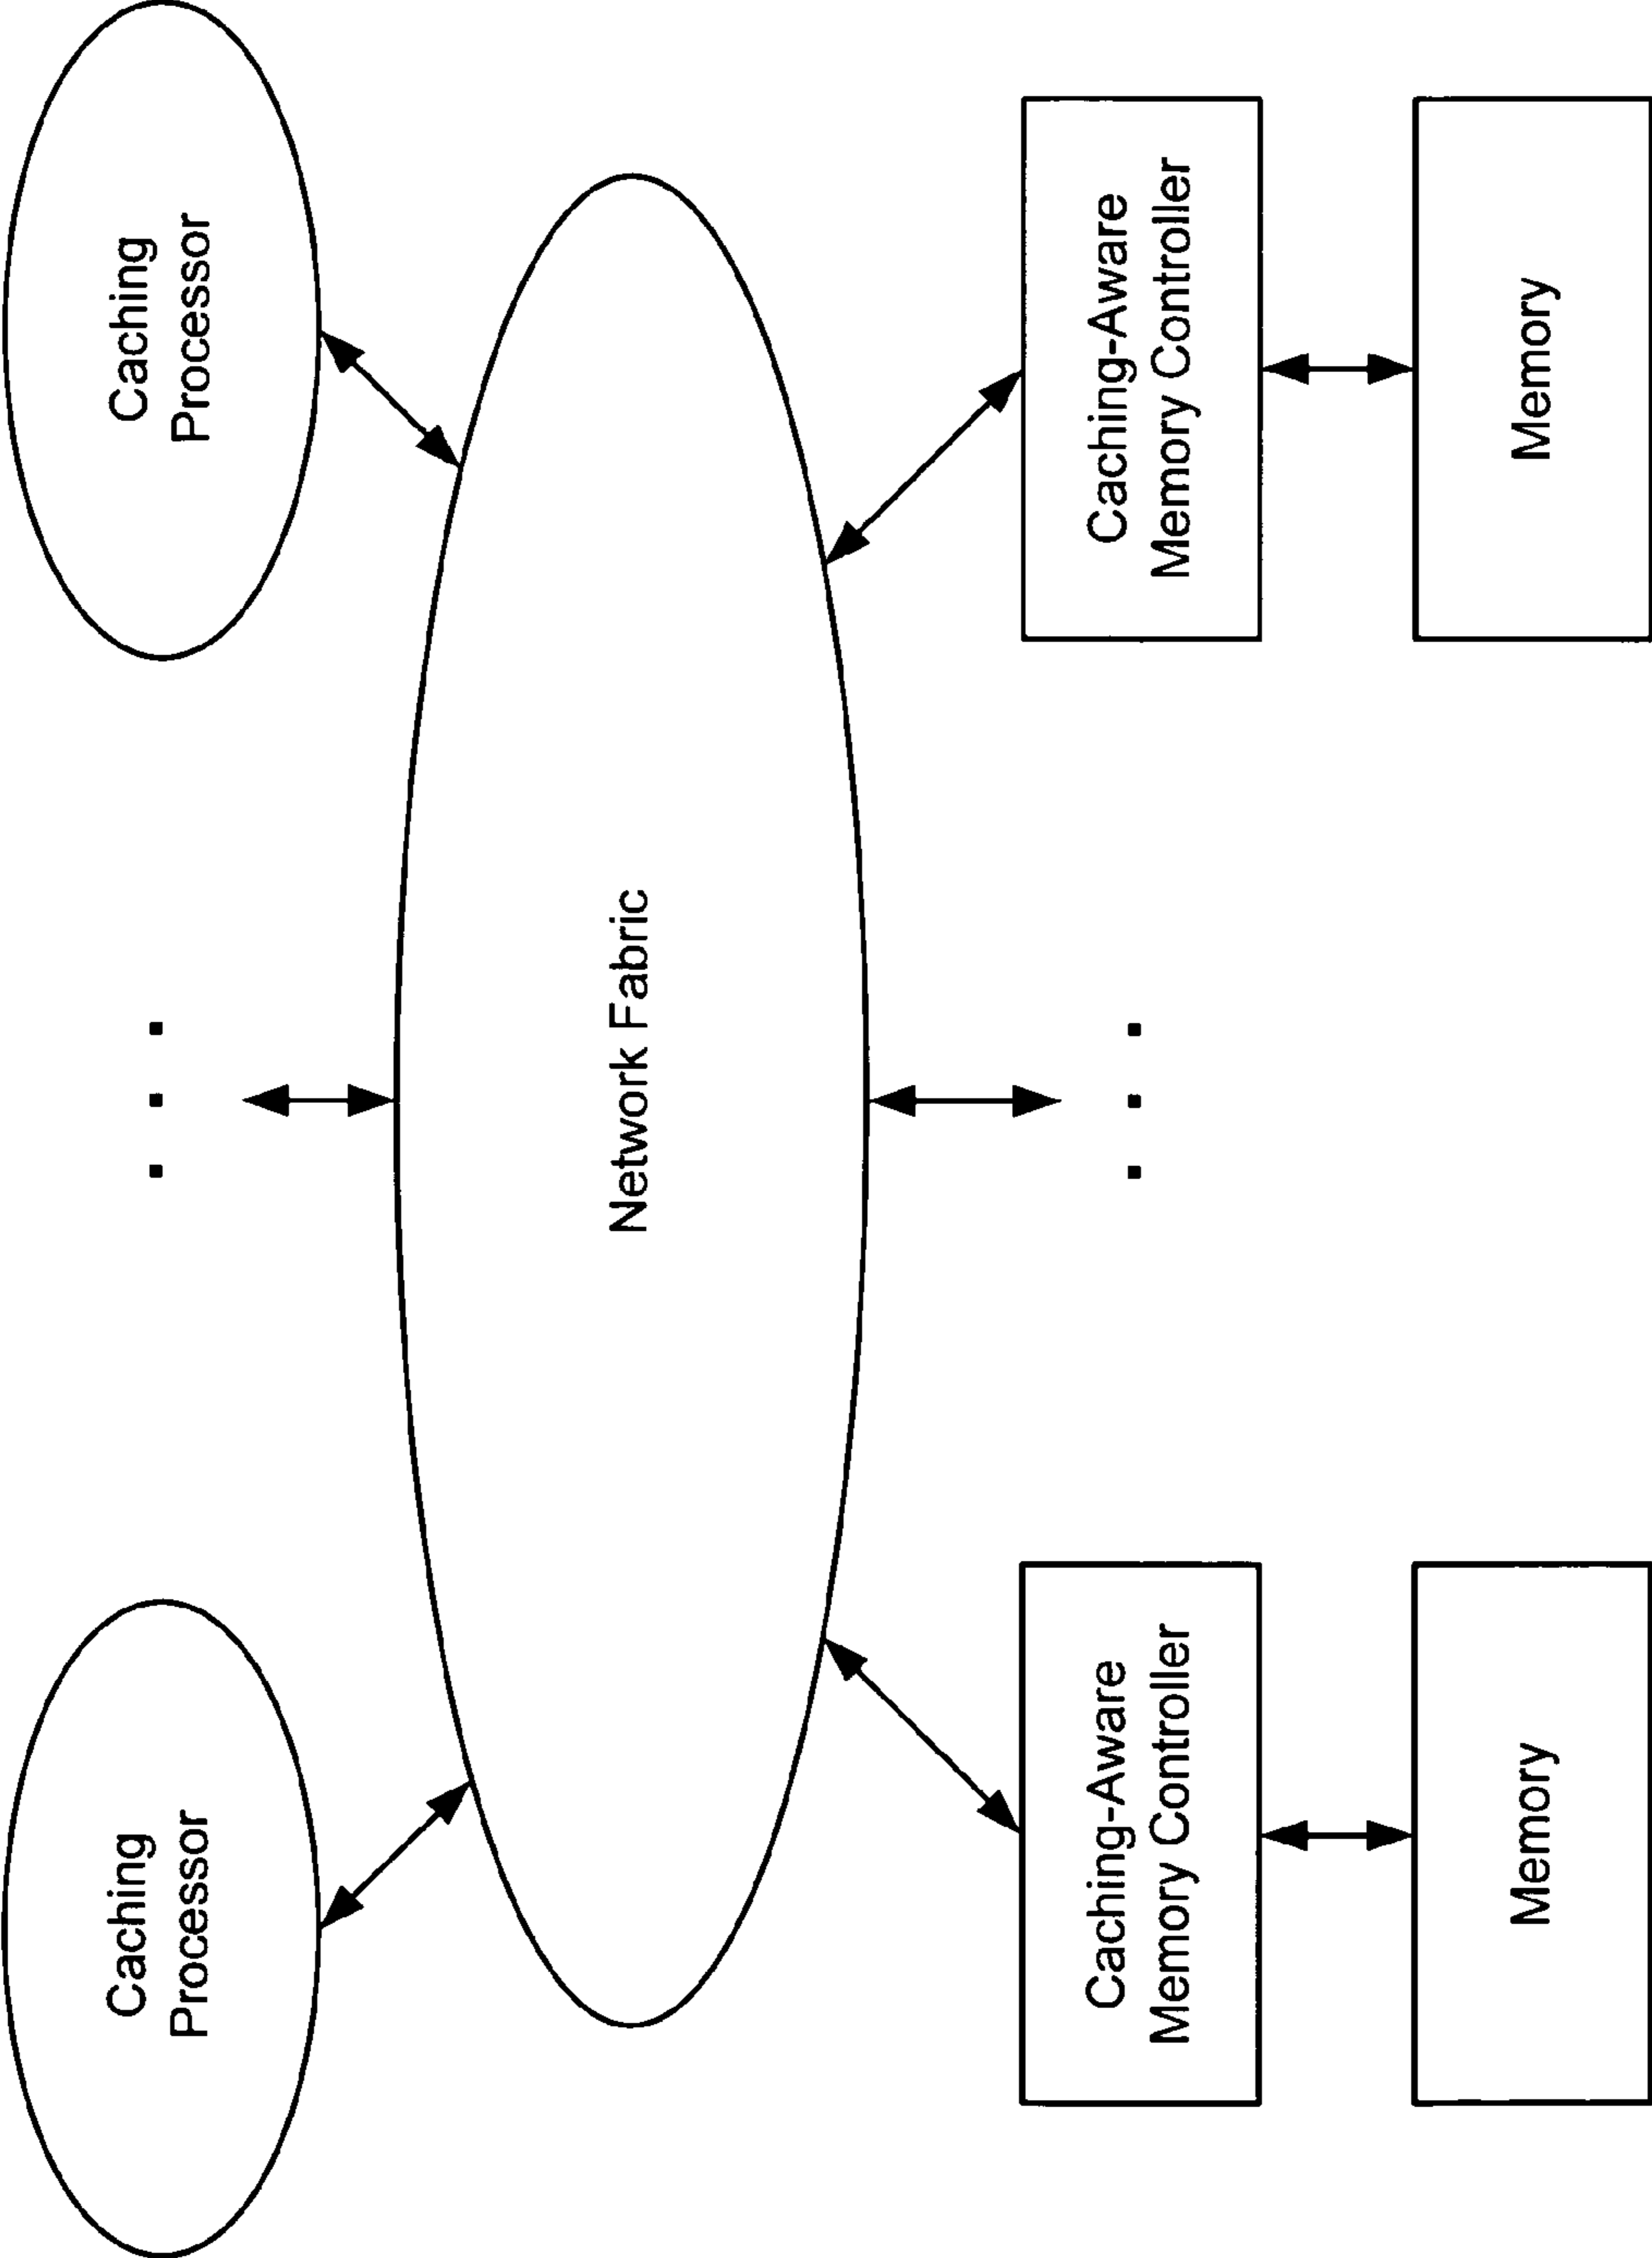 Caching
Processor
. . .
Caching
Processor
Network Fabric
Caching-Aware
Memory Controller
. . .
Caching-Aware
Memory Controller
Memory
Memory